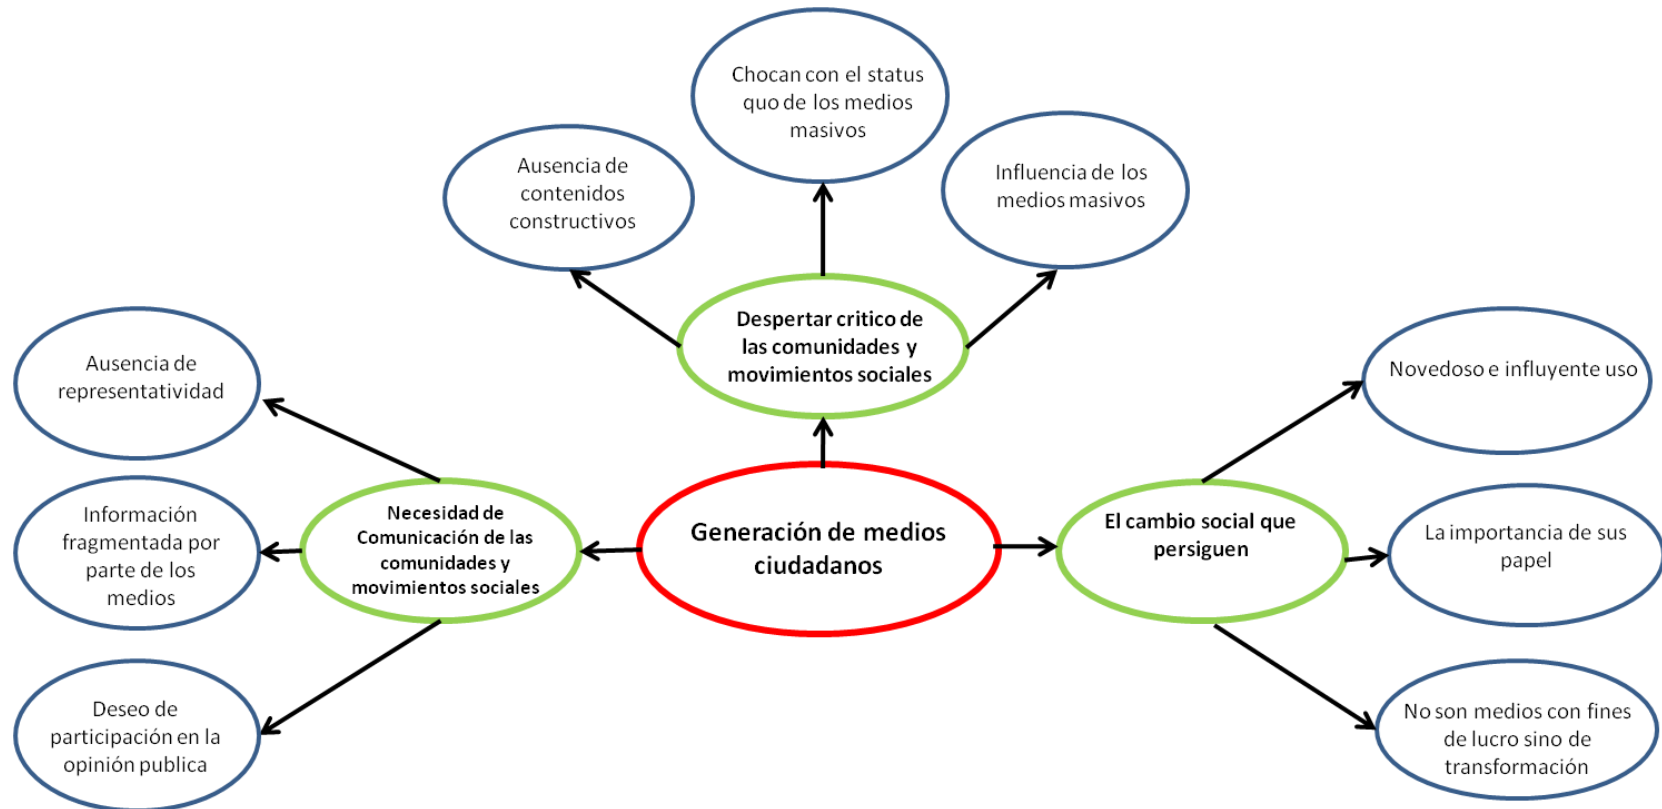 Chocan con el status
quo de los medios
masivos
Ausencia de
contenidos
constructivos
Influencia de los
medios masivos
Despertar critico de
las comunidades y
movimientos sociales
Ausencia de
representatividad
Novedoso e influyente uso
Información
fragmentada por
parte de los
medios
Necesidad de
Comunicación de las
comunidades y
movimientos sociales
Generación de medios
ciudadanos
El cambio social que
persiguen
La importancia de sus
papel
Deseo de
participación en la
opinión publica
No son medios con fines
de lucro sino de
transformación